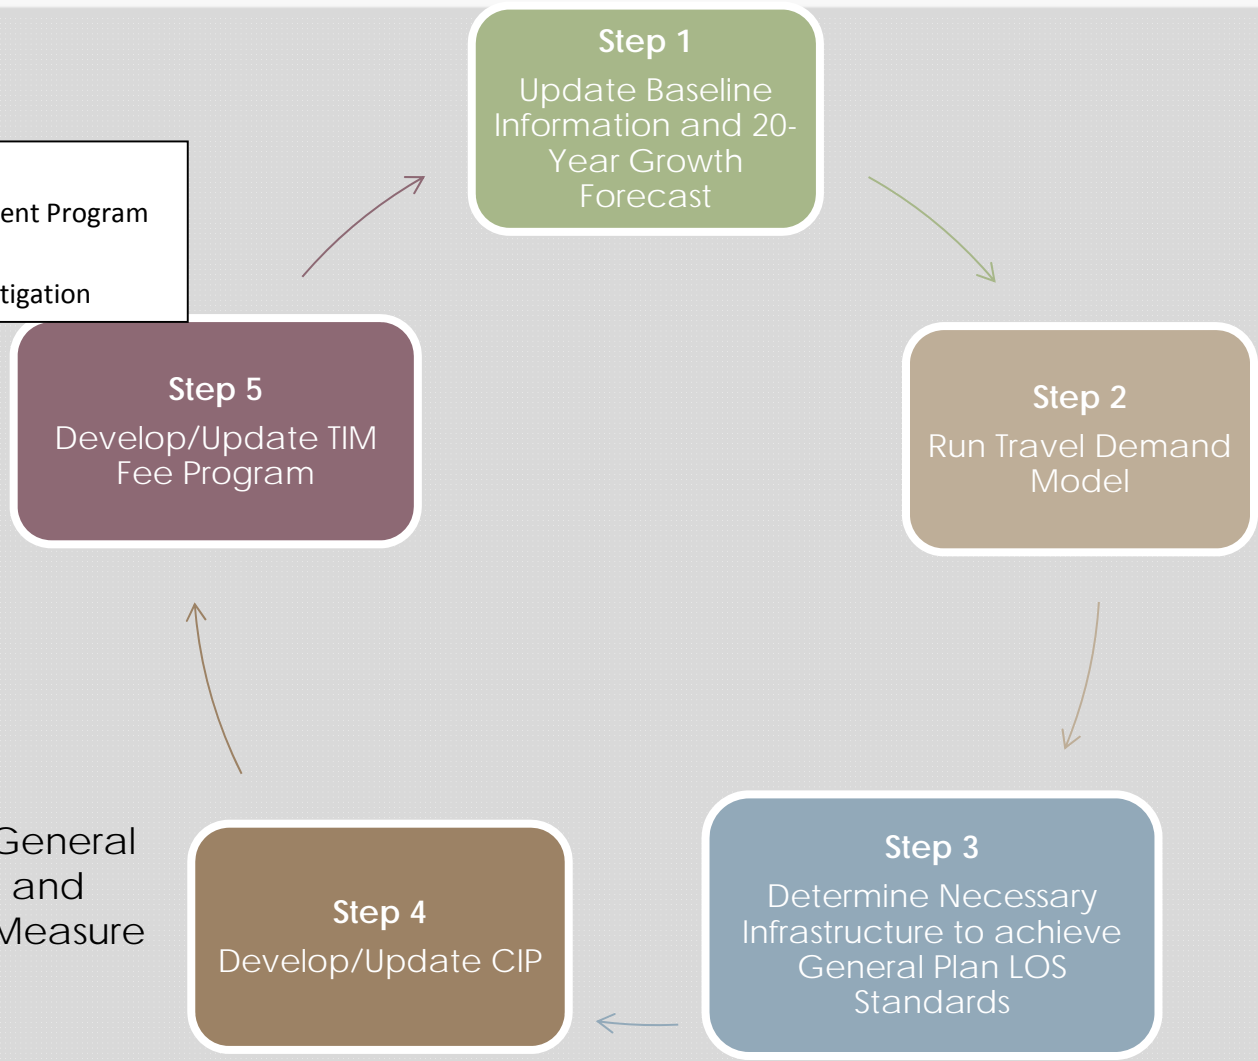 Step 1
Update Baseline
Information and 20-
Year Growth
Forecast
ent Program
tigation
Step 5
Develop/Update TIM
Fee Program
Step 2
Run Travel Demand
Model
General
and
Measure
Step 4
Develop/Update CIP
Step 3
Determine Necessary
Infrastructure to achieve
General Plan LOS
Standards